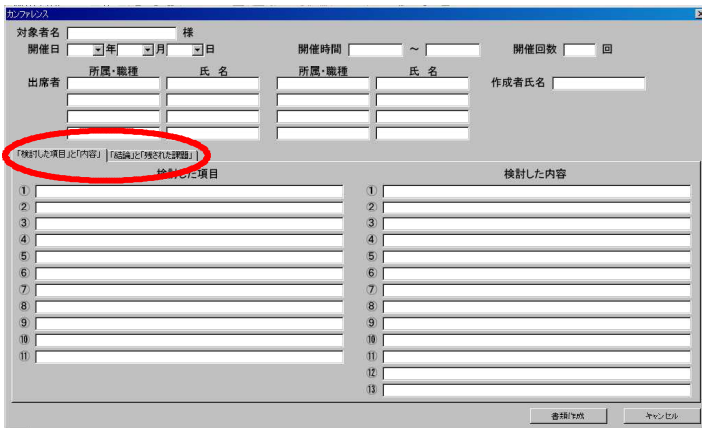 カンファレンス
対象者名 様
開催日 年 月 日 開催時間 ～ 開催回数 回
所属・職種 氏 名 所属・職種 氏 名
出席者 作成者氏名
「検討した項目」と「内容」 「結論」と「残された課題」
検討した項目 検討した内容
① ①
② ②
③ ③
④ ④
⑤ ⑤
⑥ ⑥
⑦ ⑦
⑧ ⑧
⑨ ⑨
⑩ ⑩
⑪ ⑪
⑫
⑬
書類作成 キャンセル